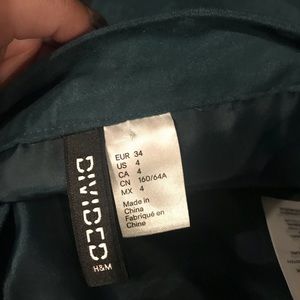 DIVIDED
H&M
EUR 34
US 4
CA 4
CN 160/64A
MX 4
Made in
China
Fabriqué en
Chine